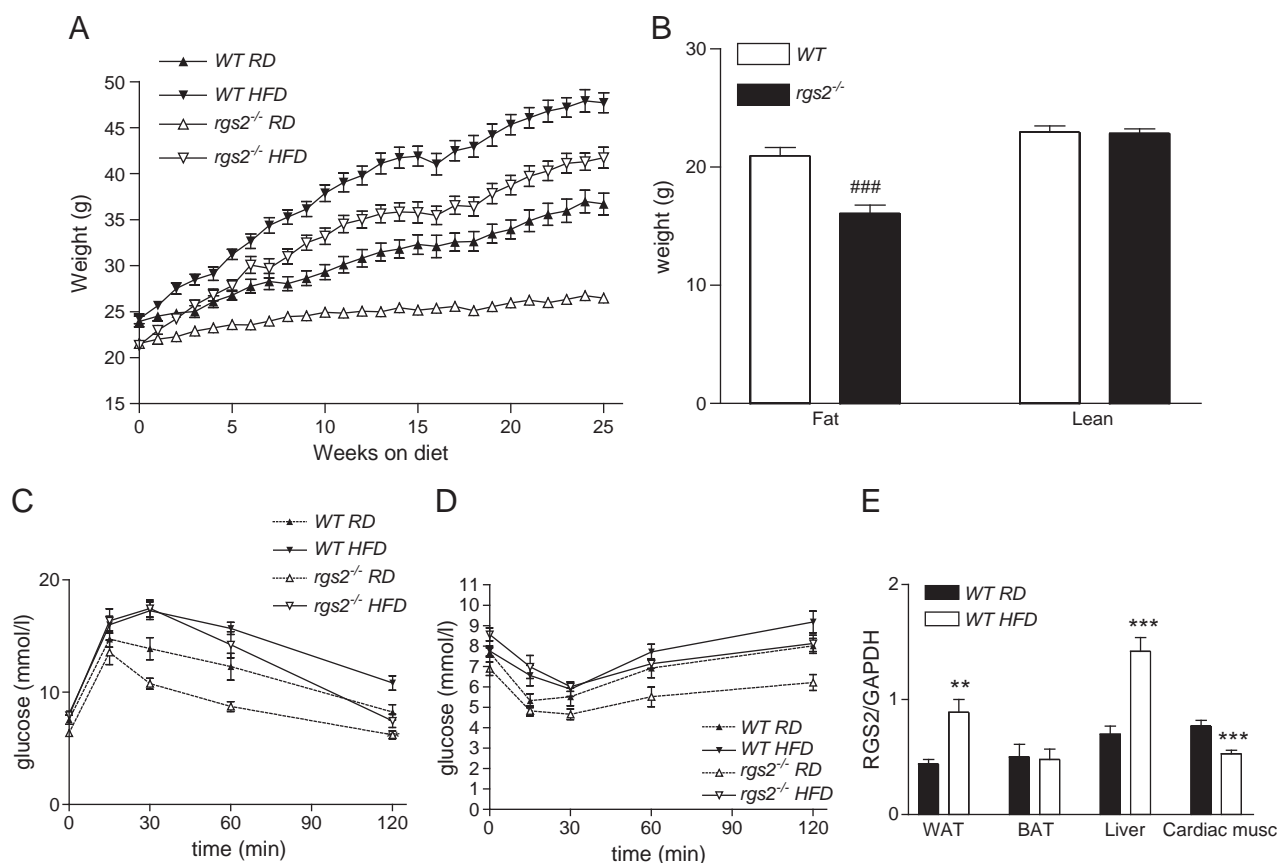 A
WT RD
WT HFD
rgs2-/- RD
rgs2-/- HFD
Weight (g)
50
45
40
35
30
25
20
15
0 5 10 15 20 25
Weeks on diet
B
WT
rgs2-/-
weight (g)
30
20
10
0
###
Fat Lean
C
WT RD
WT HFD
rgs2-/- RD
rgs2-/- HFD
glucose (mmol/l)
20
10
0
0 30 60 90 120
time (min)
D
glucose (mmol/l)
11
10
9
8
7
6
5
4
3
2
1
0
WT RD
WT HFD
rgs2-/- RD
rgs2-/- HFD
0 30 60 90 120
time (min)
E
WT RD
WT HFD
RGS2/GAPDH
2
1
0
**
***
***
WAT BAT Liver Cardiac musc